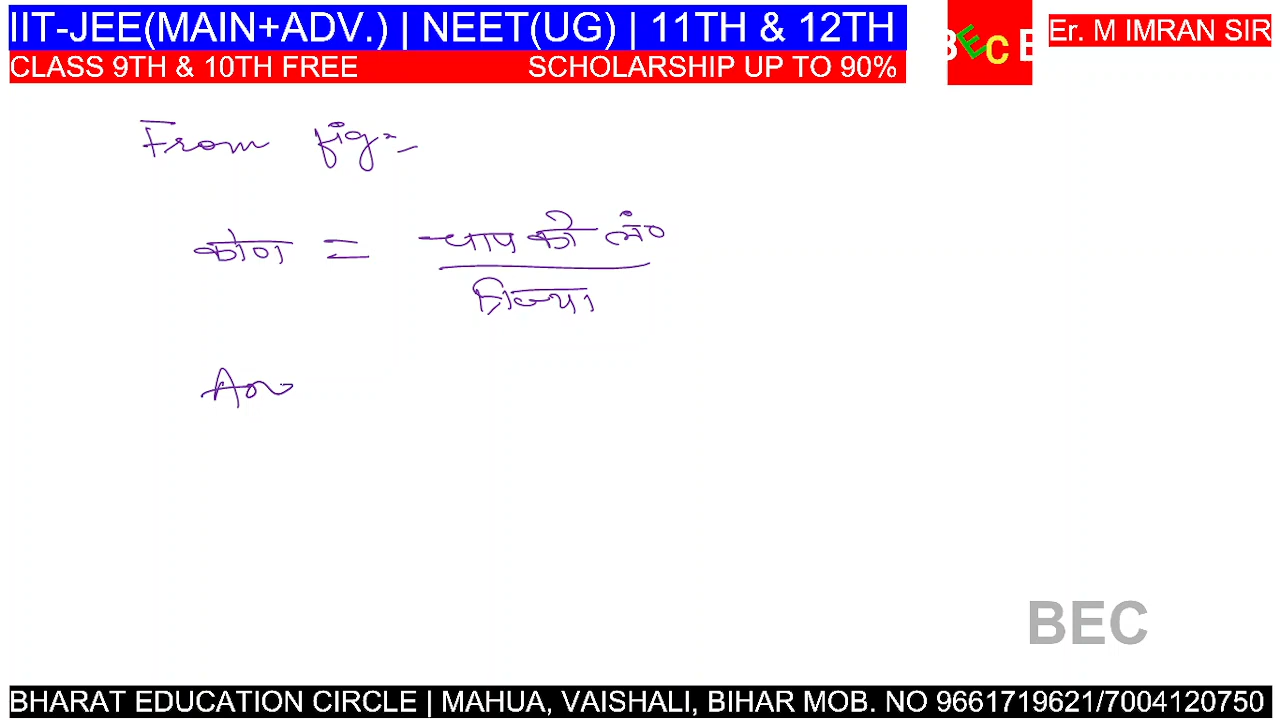 IIT-JEE(MAIN+ADV.) | NEET(UG) | 11TH & 12TH
Er. M IMRAN SIR
CLASS 9TH & 10TH FREE SCHOLARSHIP UP TO 90%
BEC
From fig:-
कोण = चाप की लं०
त्रिज्या
BEC
BHARAT EDUCATION CIRCLE | MAHUA, VAISHALI, BIHAR MOB. NO 9661719621/7004120750